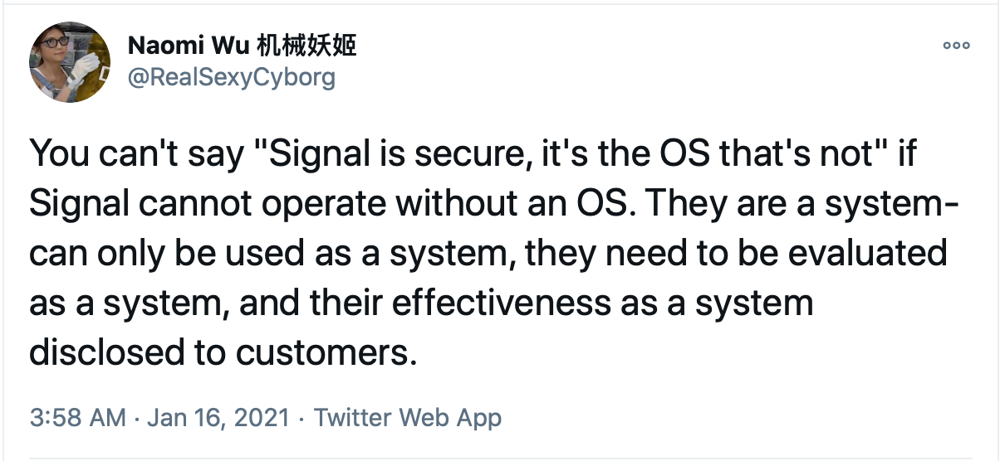 Naomi Wu 机械妖姬
@RealSexyCyborg
You can't say "Signal is secure, it's the OS that's not" if
Signal cannot operate without an OS. They are a system-
can only be used as a system, they need to be evaluated
as a system, and their effectiveness as a system
disclosed to customers.
3:58 AM · Jan 16, 2021 · Twitter Web App